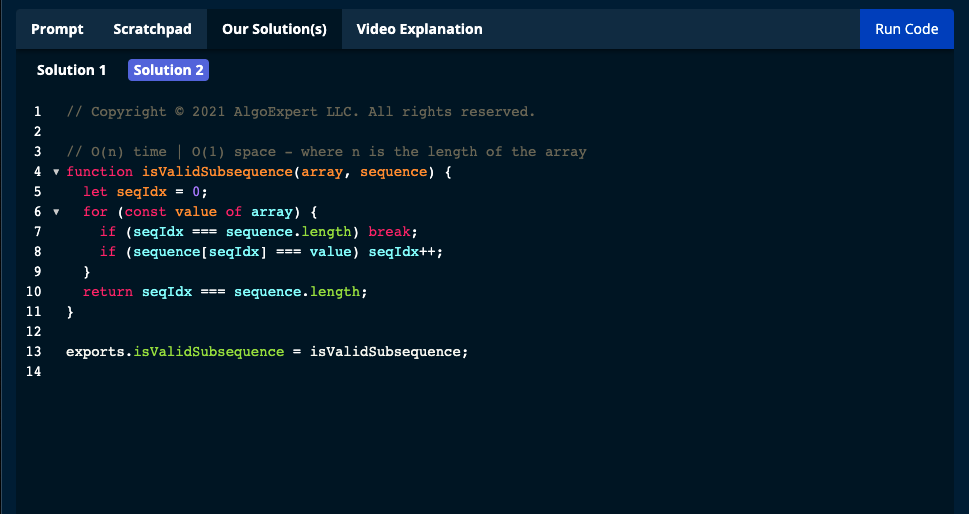 Prompt Scratchpad Our Solution(s) Video Explanation Run Code
Solution 1 Solution 2
1 // Copyright © 2021 AlgoExpert LLC. All rights reserved.
2
3 // O(n) time | O(1) space - where n is the length of the array
4 ▾ function isValidSubsequence(array, sequence) {
5 let seqIdx = 0;
6 ▾ for (const value of array) {
7 if (seqIdx === sequence.length) break;
8 if (sequence[seqIdx] === value) seqIdx++;
9 }
10 return seqIdx === sequence.length;
11 }
12
13 exports.isValidSubsequence = isValidSubsequence;
14